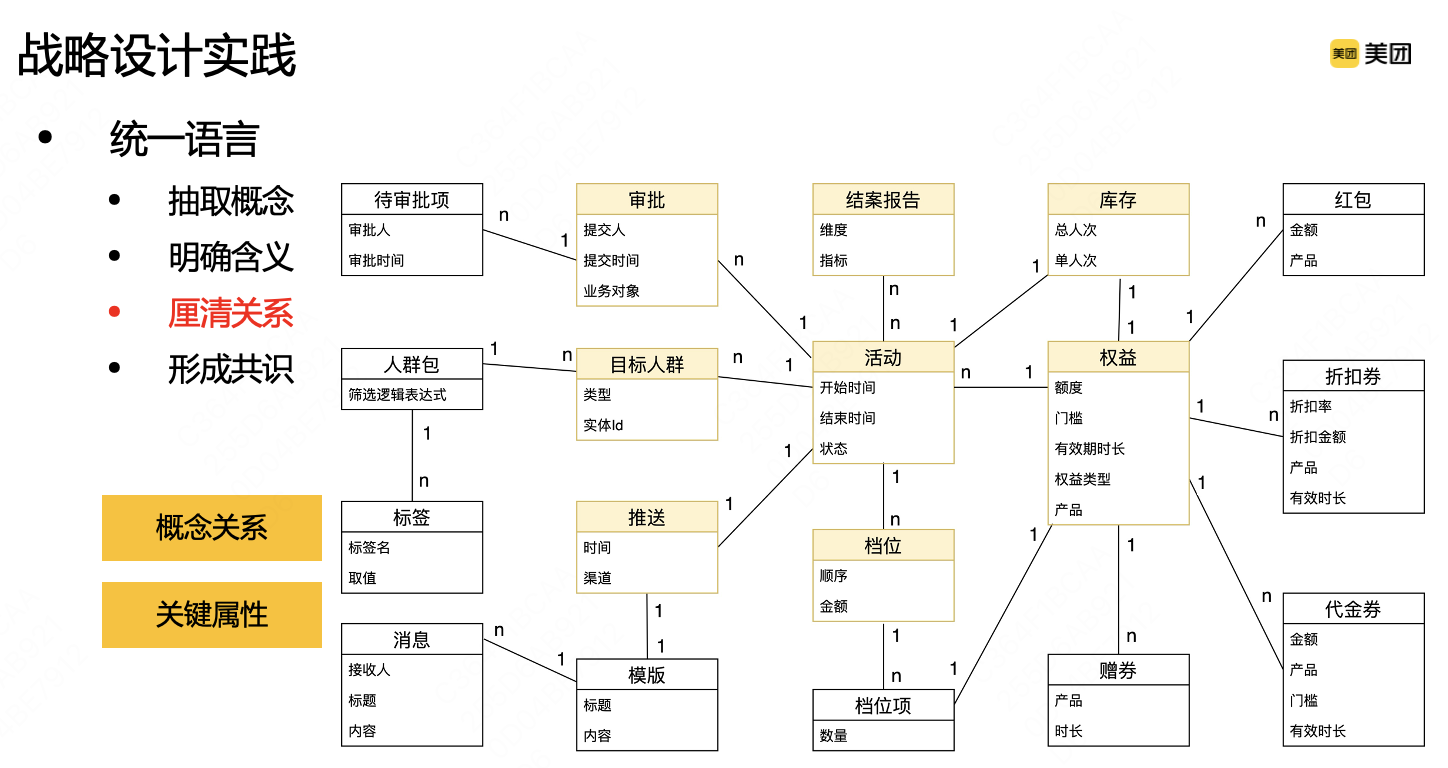 战略设计实践
美团 美团
• 统一语言
• 抽取概念
• 明确含义
• 厘清关系
• 形成共识
概念关系
关键属性
待审批项
审批人
审批时间
n
1
审批
提交人
提交时间
业务对象
n
1
结案报告
维度
指标
n
n
库存
总人次
单人次
1
1
1
1
红包
金额
产品
n
1
人群包
筛选逻辑表达式
1
n
目标人群
类型
实体Id
n
1
活动
开始时间
结束时间
状态
n
1
权益
额度
门槛
有效期时长
权益类型
产品
1
n
折扣券
折扣率
折扣金额
产品
有效时长
1
n
标签
标签名
取值
推送
时间
渠道
1
1
1
n
档位
顺序
金额
1
n
1
n
代金券
金额
产品
门槛
有效时长
消息
接收人
标题
内容
n
1
1
1
模版
标题
内容
档位项
数量
1
1
1
n
赠券
产品
时长